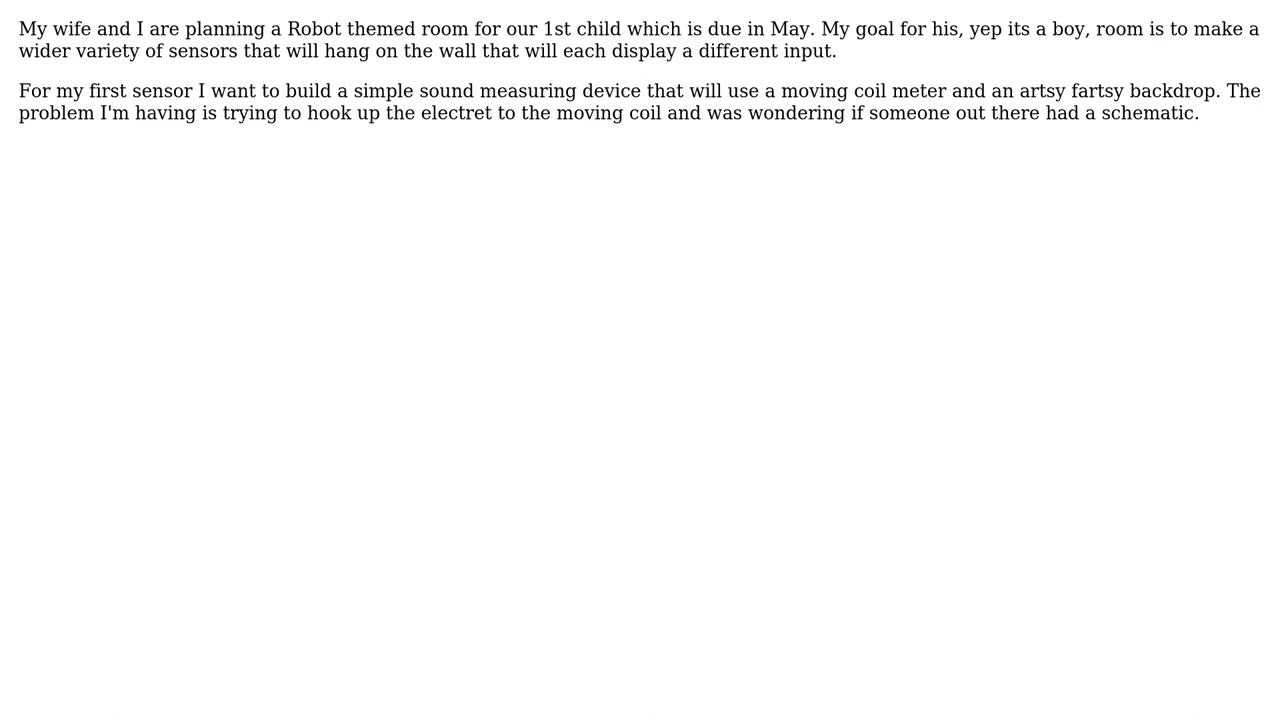 My wife and I are planning a Robot themed room for our 1st child which is due in May. My goal for his, yep its a boy, room is to make a
wider variety of sensors that will hang on the wall that will each display a different input.
For my first sensor I want to build a simple sound measuring device that will use a moving coil meter and an artsy fartsy backdrop. The
problem I'm having is trying to hook up the electret to the moving coil and was wondering if someone out there had a schematic.